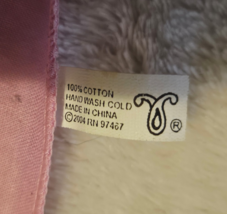 100% COTTON
HAND WASH COLD
MADE IN CHINA
©2004 RN 97467
®